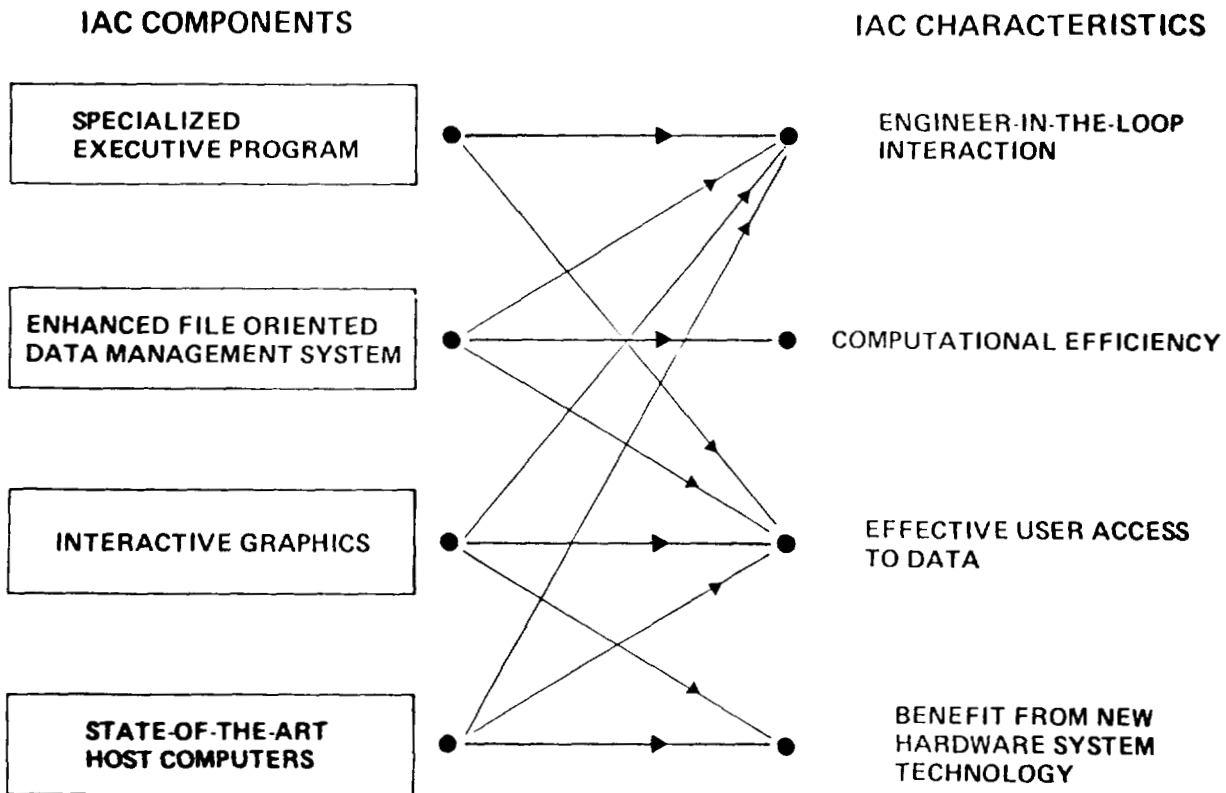 IAC COMPONENTS
IAC CHARACTERISTICS
SPECIALIZED
EXECUTIVE PROGRAM
ENGINEER-IN-THE-LOOP
INTERACTION
ENHANCED FILE ORIENTED
DATA MANAGEMENT SYSTEM
COMPUTATIONAL EFFICIENCY
INTERACTIVE GRAPHICS
EFFECTIVE USER ACCESS
TO DATA
STATE-OF-THE-ART
HOST COMPUTERS
BENEFIT FROM NEW
HARDWARE SYSTEM
TECHNOLOGY